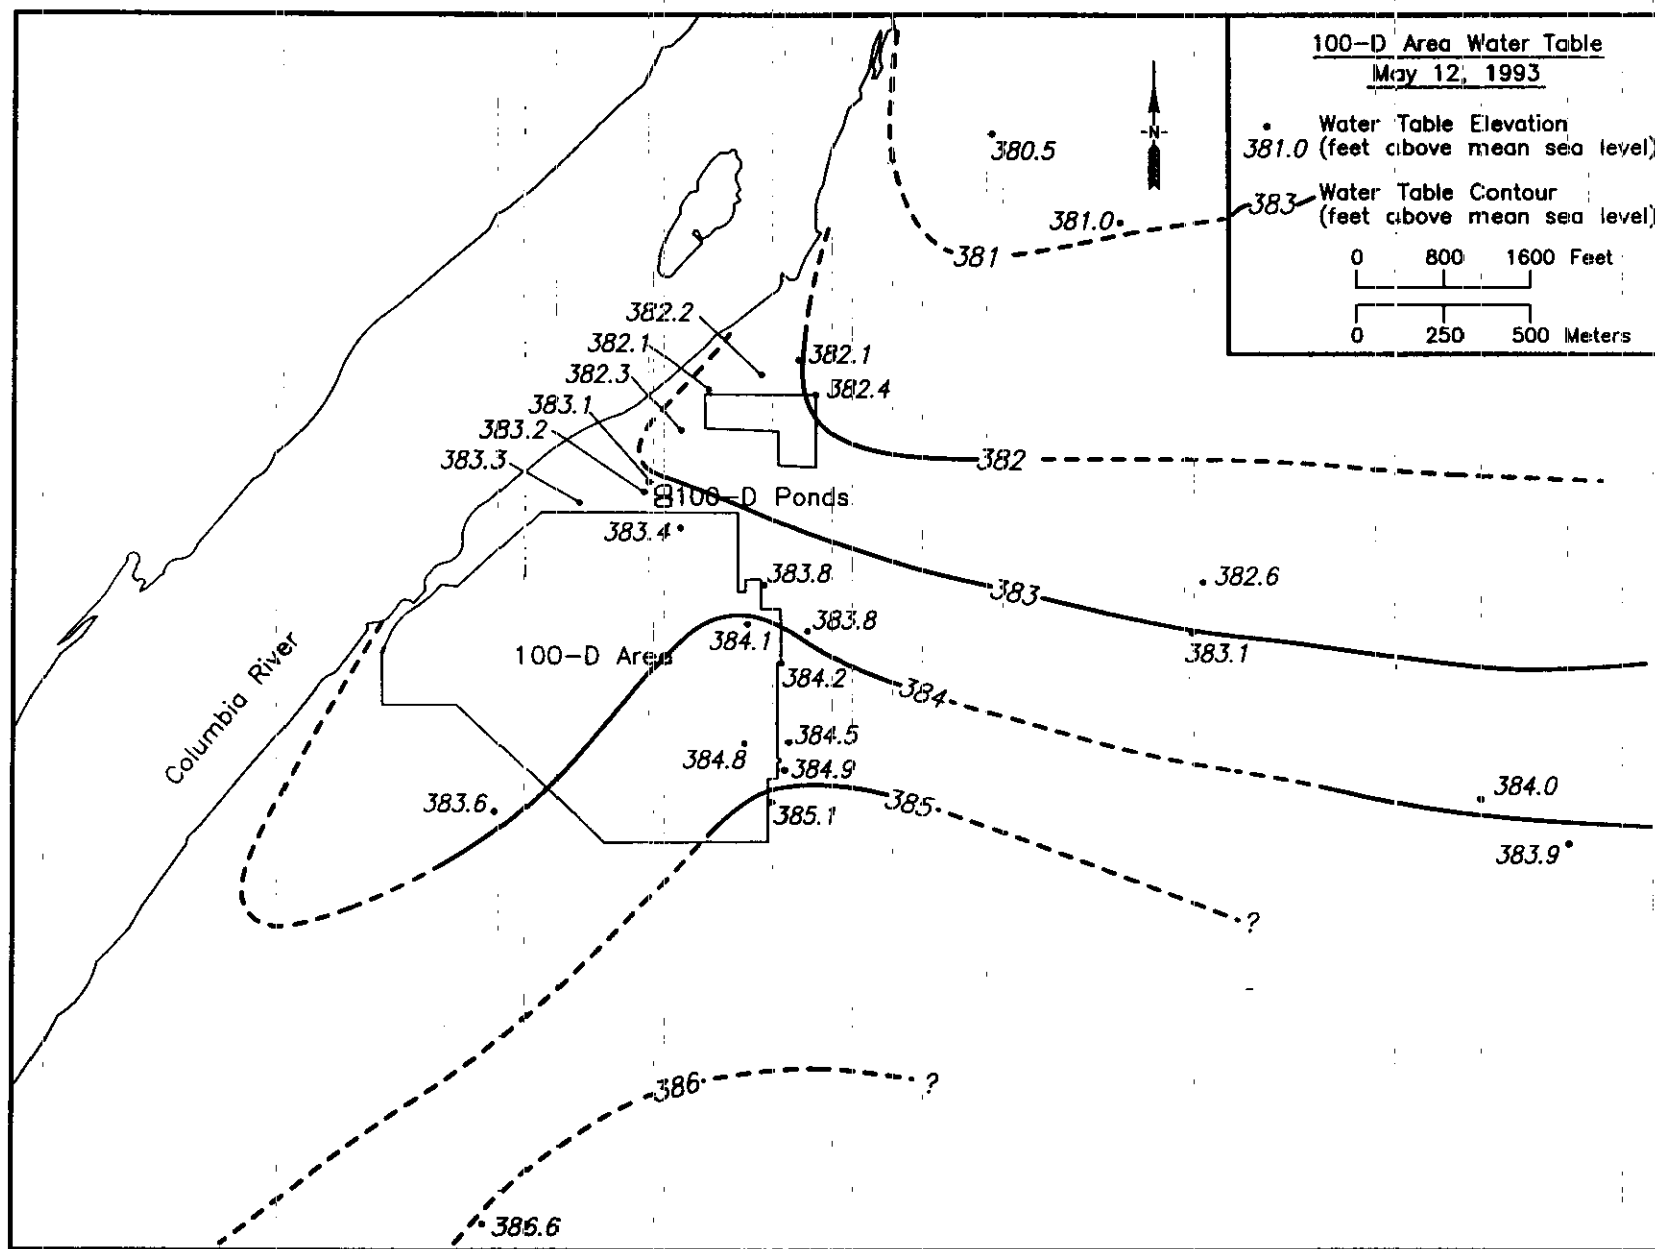 100-D Area Water Table
May 12, 1993
Water Table Elevation
381.0 (feet above mean sea level)
383 Water Table Contour
(feet above mean sea level)
0 800 1600 Feet
0 250 500 Meters
-N-
380.5
381.0
381
382.2
382.1
382.1
382.3
382.4
383.1
383.2
383.3
382
100-D Ponds
383.4
383.8
382.6
383
383.8
384.1
383.1
100-D Area
384.2
384
Columbia River
384.5
384.8
384.9
384.0
383.6
385
385.1
383.9
?
386
?
386.6